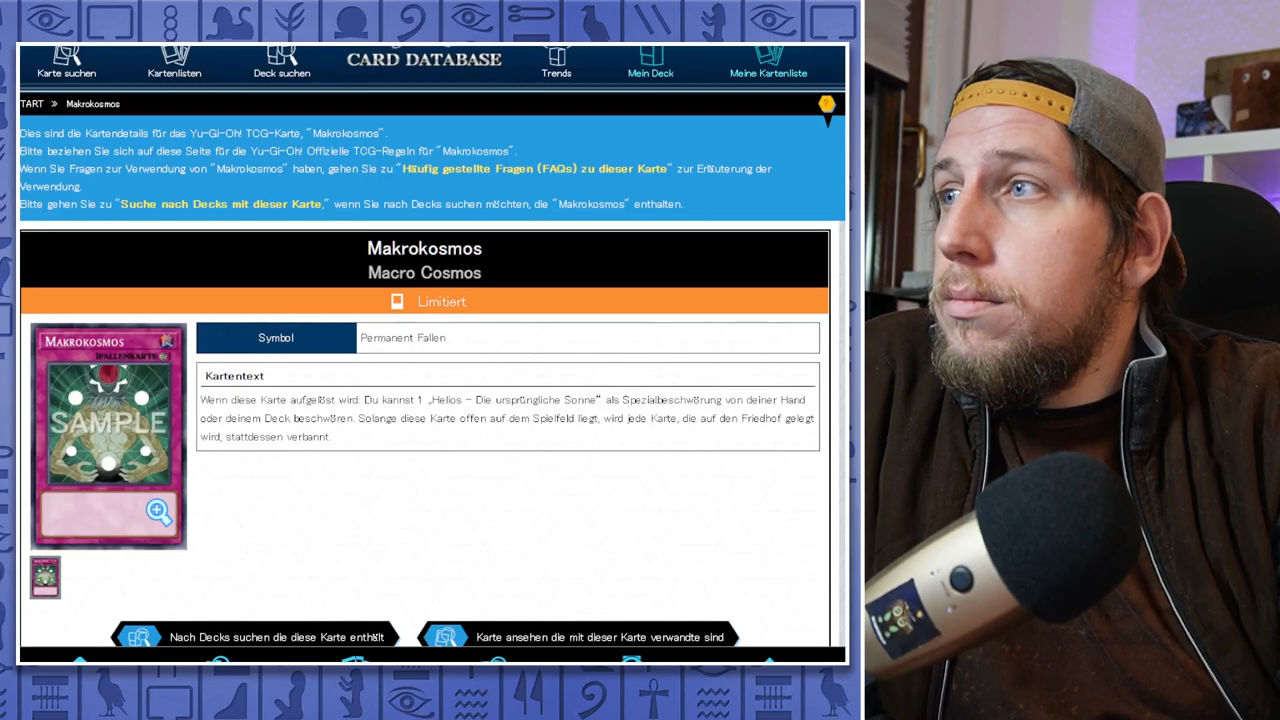 Karte suchen
Kartenlisten
Deck suchen
CARD DATABASE
Trends
Mein Deck
Meine Kartenliste
TART » Makrokosmos
?
Dies sind die Kartendetails für das Yu-Gi-Oh! TCG-Karte, "Makrokosmos".
Bitte beziehen Sie sich auf diese Seite für die Yu-Gi-Oh! Offizielle TCG-Regeln für "Makrokosmos".
Wenn Sie Fragen zur Verwendung von "Makrokosmos" haben, gehen Sie zu "Häufig gestellte Fragen (FAQs) zu dieser Karte" zur Erläuterung der
Verwendung.
Bitte gehen Sie zu "Suche nach Decks mit dieser Karte," wenn Sie nach Decks suchen möchten, die "Makrokosmos" enthalten.
Makrokosmos
Macro Cosmos
Limitiert
MAKROKOSMOS
[FALLENKARTE]
SAMPLE
Symbol
Permanent Fallen
Kartentext
Wenn diese Karte aufgelöst wird: Du kannst 1 „Helios – Die ursprüngliche Sonne“ als Spezialbeschwörung von deiner Hand
oder deinem Deck beschwören. Solange diese Karte offen auf dem Spielfeld liegt, wird jede Karte, die auf den Friedhof gelegt
wird, stattdessen verbannt.
Nach Decks suchen die diese Karte enthält
Karte ansehen die mit dieser Karte verwandte sind